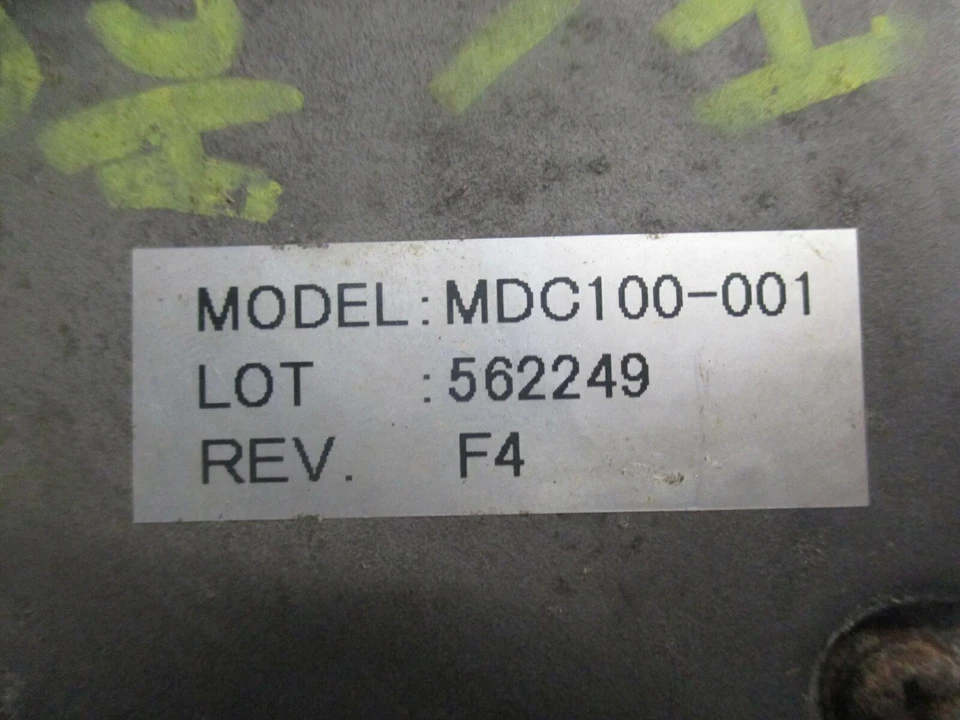 MODEL:MDC100-001
LOT :562249
REV. F4